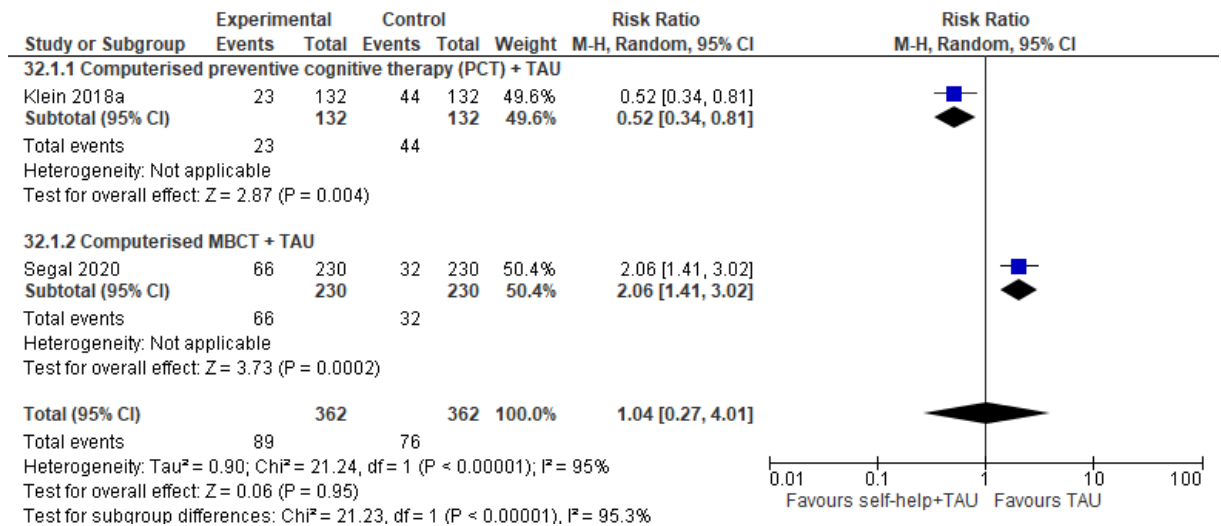 Experimental Control Risk Ratio Risk Ratio
Study or Subgroup Events Total Events Total Weight M-H, Random, 95% CI M-H, Random, 95% CI
32.1.1 Computerised preventive cognitive therapy (PCT) + TAU
Klein 2018a 23 132 44 132 49.6% 0.52 [0.34, 0.81]
Subtotal (95% CI) 132 132 49.6% 0.52 [0.34, 0.81]
Total events 23 44
Heterogeneity: Not applicable
Test for overall effect: Z = 2.87 (P = 0.004)
32.1.2 Computerised MBCT + TAU
Segal 2020 66 230 32 230 50.4% 2.06 [1.41, 3.02]
Subtotal (95% CI) 230 230 50.4% 2.06 [1.41, 3.02]
Total events 66 32
Heterogeneity: Not applicable
Test for overall effect: Z = 3.73 (P = 0.0002)
Total (95% CI) 362 362 100.0% 1.04 [0.27, 4.01]
Total events 89 76
Heterogeneity: Tau² = 0.90; Chi² = 21.24, df = 1 (P < 0.00001); I² = 95%
Test for overall effect: Z = 0.06 (P = 0.95)
Test for subgroup differences: Chi² = 21.23, df = 1 (P < 0.00001), I² = 95.3%
0.01 0.1 1 10 100
Favours self-help+TAU Favours TAU